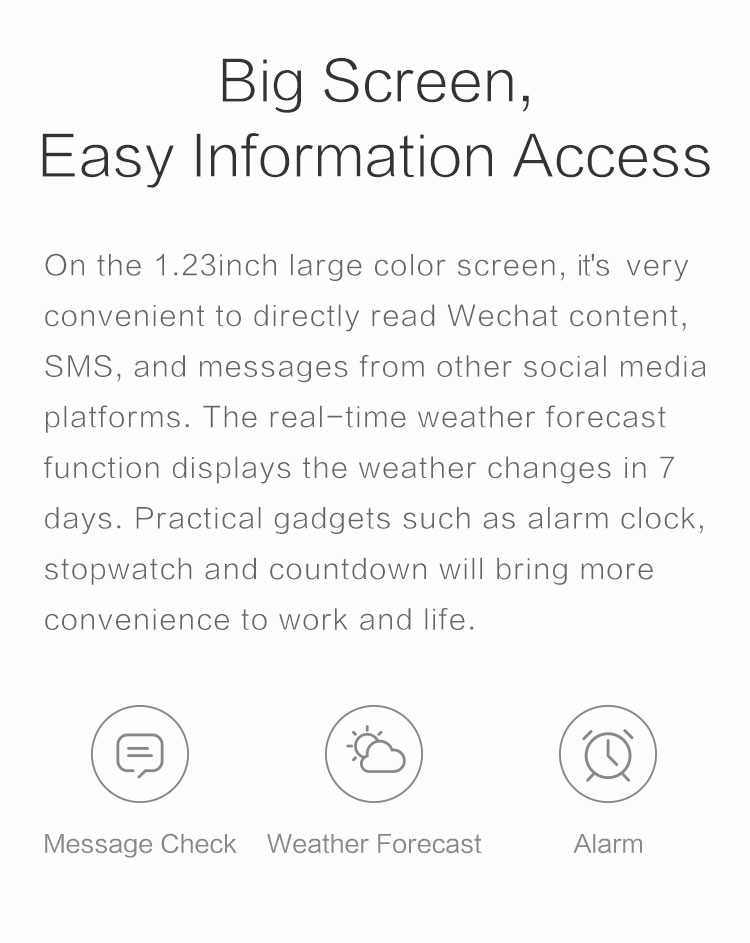 Big Screen,
Easy Information Access
On the 1.23inch large color screen, it's very
convenient to directly read Wechat content,
SMS, and messages from other social media
platforms. The real-time weather forecast
function displays the weather changes in 7
days. Practical gadgets such as alarm clock,
stopwatch and countdown will bring more
convenience to work and life.
Message Check Weather Forecast Alarm